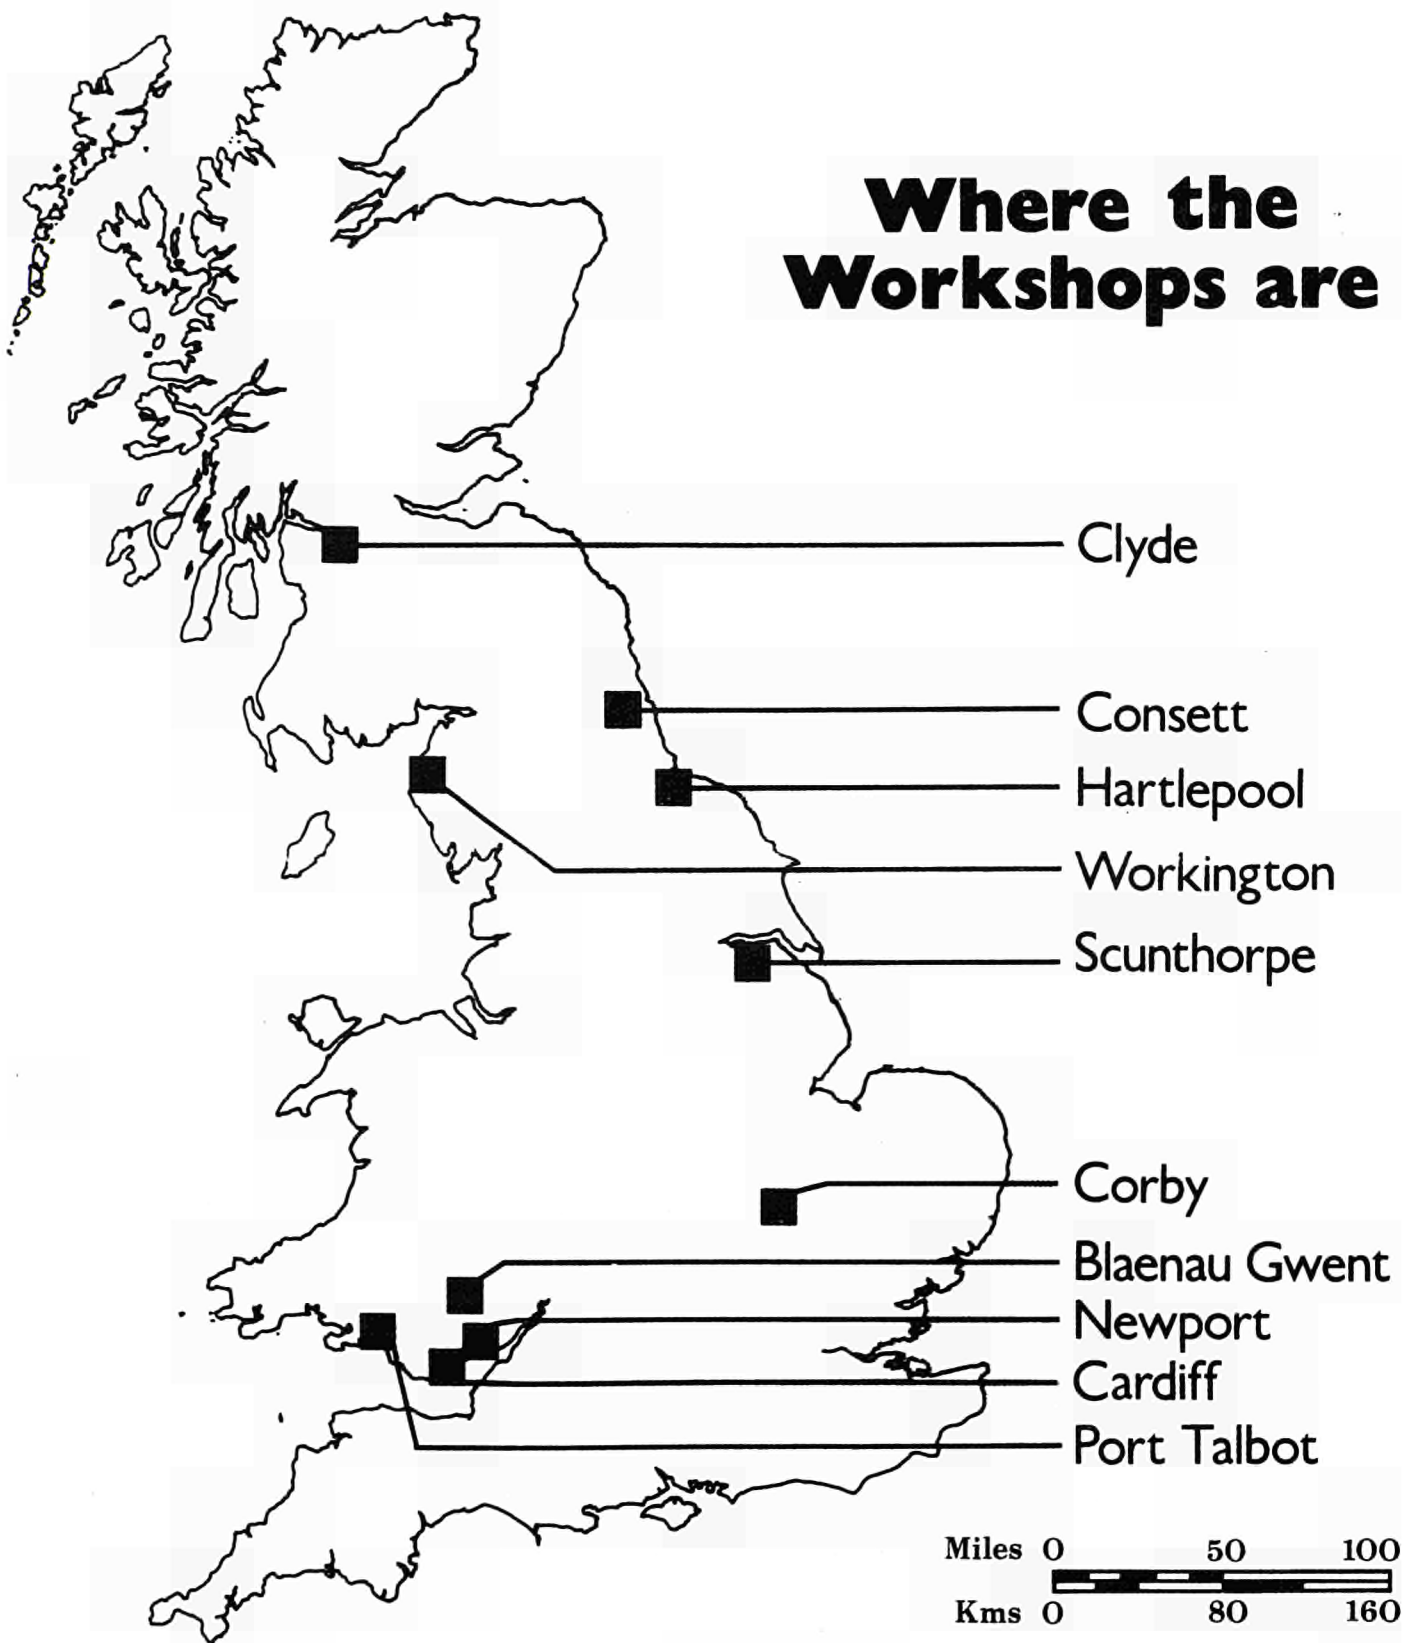 Where the
Workshops are
Clyde
Consett
Hartlepool
Workington
Scunthorpe
Corby
Blaenau Gwent
Newport
Cardiff
Port Talbot
Miles 0 50 100
Kms 0 80 160